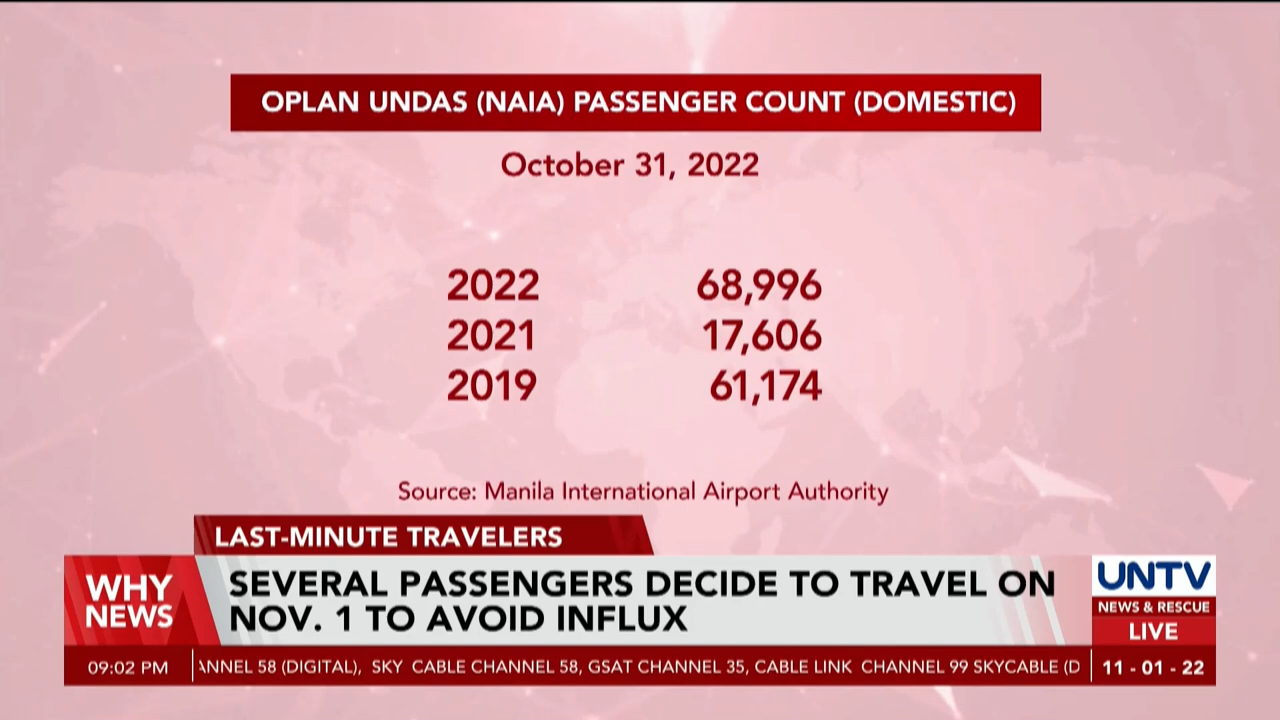 OPLAN UNDAS (NAIA) PASSENGER COUNT (DOMESTIC)
October 31, 2022
2022 68,996
2021 17,606
2019 61,174
Source: Manila International Airport Authority
LAST-MINUTE TRAVELERS
WHY NEWS
SEVERAL PASSENGERS DECIDE TO TRAVEL ON
NOV. 1 TO AVOID INFLUX
UNTV
NEWS & RESCUE
LIVE
09:02 PM
58 (DIGITAL), SKY CABLE CHANNEL 58, GSAT CHANNEL 35, CABLE LINK CHANNEL 99 SKYCABLE (D
11 - 01 - 22